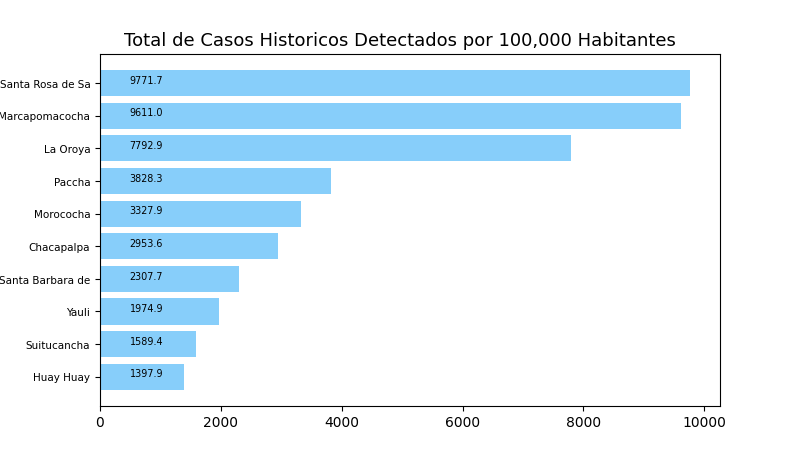 Total de Casos Historicos Detectados por 100,000 Habitantes
Santa Rosa de Sa 9771.7
Marcapomacocha 9611.0
La Oroya 7792.9
Paccha 3828.3
Morococha 3327.9
Chacapalpa 2953.6
Santa Barbara de 2307.7
Yauli 1974.9
Suitucancha 1589.4
Huay Huay 1397.9
0 2000 4000 6000 8000 10000